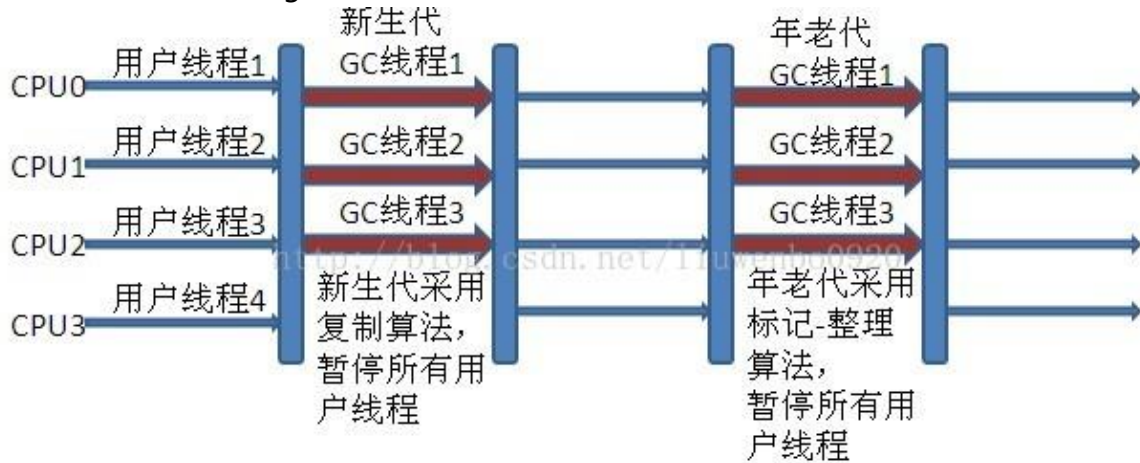 新生代
年老代
用户线程1
GC线程1
GC线程1
CPU0
用户线程2
GC线程2
GC线程2
CPU1
用户线程3
GC线程3
GC线程3
CPU2
http://blog.csdn.net/liuwenbo0920
用户线程4
CPU3
新生代采用
复制算法,
暂停所有用
户线程
年老代采用
标记-整理
算法,
暂停所有用
户线程